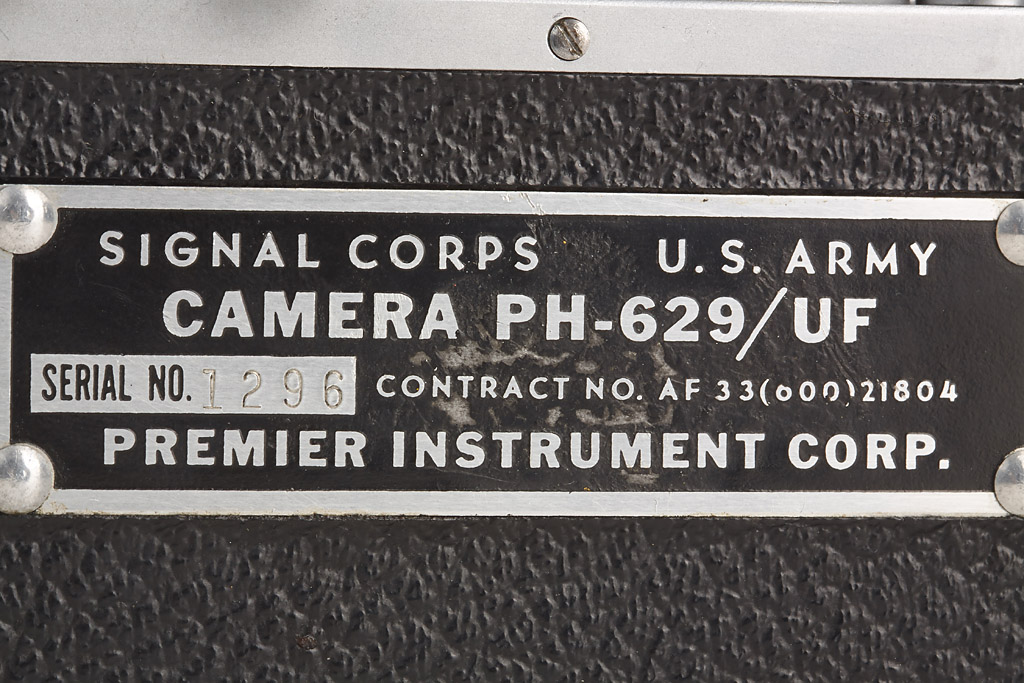 SIGNAL CORPS U.S. ARMY
CAMERA PH-629/UF
SERIAL NO. 1296 CONTRACT NO. AF 33(600)21804
PREMIER INSTRUMENT CORP.